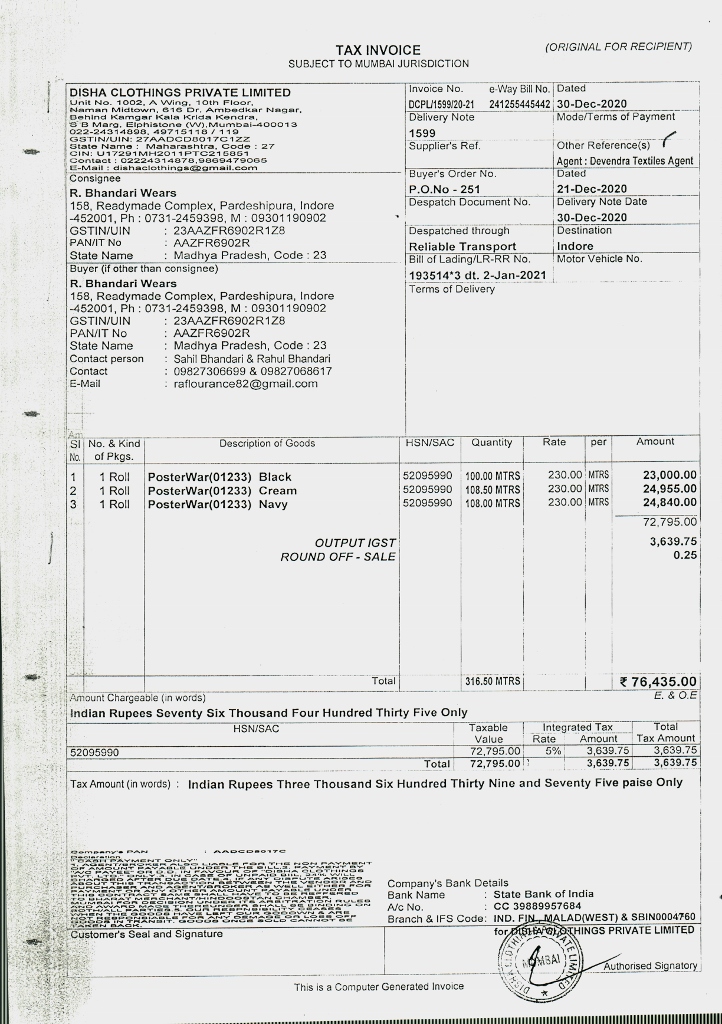 TAX INVOICE
(ORIGINAL FOR RECIPIENT)
SUBJECT TO MUMBAI JURISDICTION
DISHA CLOTHINGS PRIVATE LIMITED
Unit No. 1002, A Wing, 10th Floor,
Naman Midtown, 616 Dr. Ambedkar Nagar,
Behind Kamgar Kala Krida Kendra,
S B Marg, Elphistone (W), Mumbai-400013
022-24314898, 49715118 / 119
GSTIN/UIN: 27AADCD8017C1ZZ
State Name : Maharashtra, Code : 27
CIN: U17291MH2011PTC215851
Contact : 02224314878,9869479065
E-Mail : dishaclothings@gmail.com
Invoice No. e-Way Bill No. Dated
DCPL/1599/20-21 241255445442 30-Dec-2020
Delivery Note Mode/Terms of Payment
1599
Supplier's Ref. Other Reference(s)
Agent : Devendra Textiles Agent
Buyer's Order No. Dated
P.O.No - 251 21-Dec-2020
Despatch Document No. Delivery Note Date
30-Dec-2020
Despatched through Destination
Reliable Transport Indore
Bill of Lading/LR-RR No. Motor Vehicle No.
193514*3 dt. 2-Jan-2021
Terms of Delivery
Consignee
R. Bhandari Wears
158, Readymade Complex, Pardeshipura, Indore
-452001, Ph : 0731-2459398, M : 09301190902
GSTIN/UIN : 23AAZFR6902R1Z8
PAN/IT No : AAZFR6902R
State Name : Madhya Pradesh, Code : 23
Buyer (if other than consignee)
R. Bhandari Wears
158, Readymade Complex, Pardeshipura, Indore
-452001, Ph : 0731-2459398, M : 09301190902
GSTIN/UIN : 23AAZFR6902R1Z8
PAN/IT No : AAZFR6902R
State Name : Madhya Pradesh, Code : 23
Contact person : Sahil Bhandari & Rahul Bhandari
Contact : 09827306699 & 09827068617
E-Mail : raflourance82@gmail.com
Sl No. & Kind Description of Goods HSN/SAC Quantity Rate per Amount
No. of Pkgs.
1 1 Roll PosterWar(01233) Black 52095990 100.00 MTRS 230.00 MTRS 23,000.00
2 1 Roll PosterWar(01233) Cream 52095990 108.50 MTRS 230.00 MTRS 24,955.00
3 1 Roll PosterWar(01233) Navy 52095990 108.00 MTRS 230.00 MTRS 24,840.00
72,795.00
OUTPUT IGST 3,639.75
ROUND OFF - SALE 0.25
Total 316.50 MTRS ₹ 76,435.00
Amount Chargeable (in words) E. & O.E
Indian Rupees Seventy Six Thousand Four Hundred Thirty Five Only
HSN/SAC Taxable Integrated Tax Total
Value Rate Amount Tax Amount
52095990 72,795.00 5% 3,639.75 3,639.75
Total 72,795.00 3,639.75 3,639.75
Tax Amount (in words) : Indian Rupees Three Thousand Six Hundred Thirty Nine and Seventy Five paise Only
Company's PAN : AADCD8017C
Declaration
"CASH PAYMENT ONLY"
Company's Bank Details
Bank Name : State Bank of India
A/c No. : CC 39889957684
Branch & IFS Code: IND. FIN., MALAD(WEST) & SBIN0004760
Customer's Seal and Signature
for DISHA CLOTHINGS PRIVATE LIMITED
DISHA CLOTHINGS PRIVATE LIMITED
MUMBAI
Authorised Signatory
This is a Computer Generated Invoice